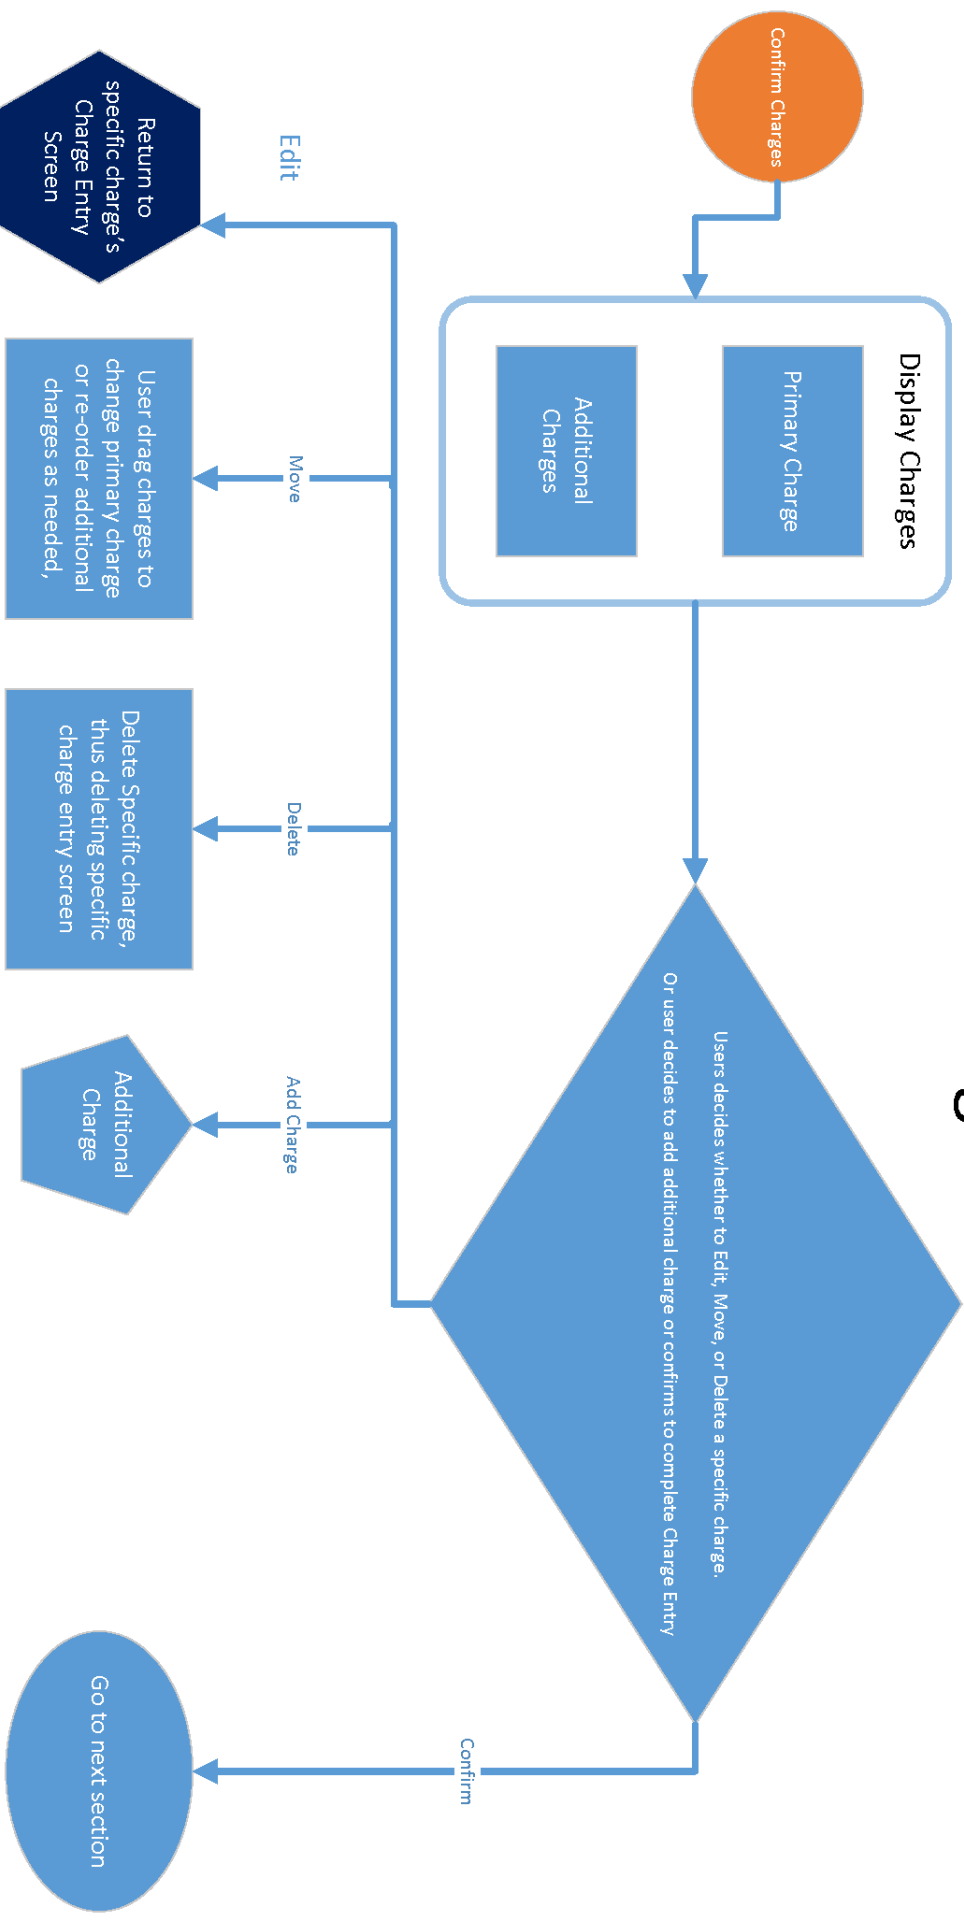 Confirm Charges
Display Charges
Primary Charge
Additional
Charges
Users decides whether to Edit, Move, or Delete a specific charge.
Or user decides to add additional charge or confirms to complete Charge Entry
Edit
Move
Delete
Add Charge
Confirm
Return to
specific charge's
Charge Entry
Screen
User drag charges to
change primary charge
or re-order additional
charges as needed,
Delete Specific charge,
thus deleting specific
charge entry screen
Additional
Charge
Go to next section